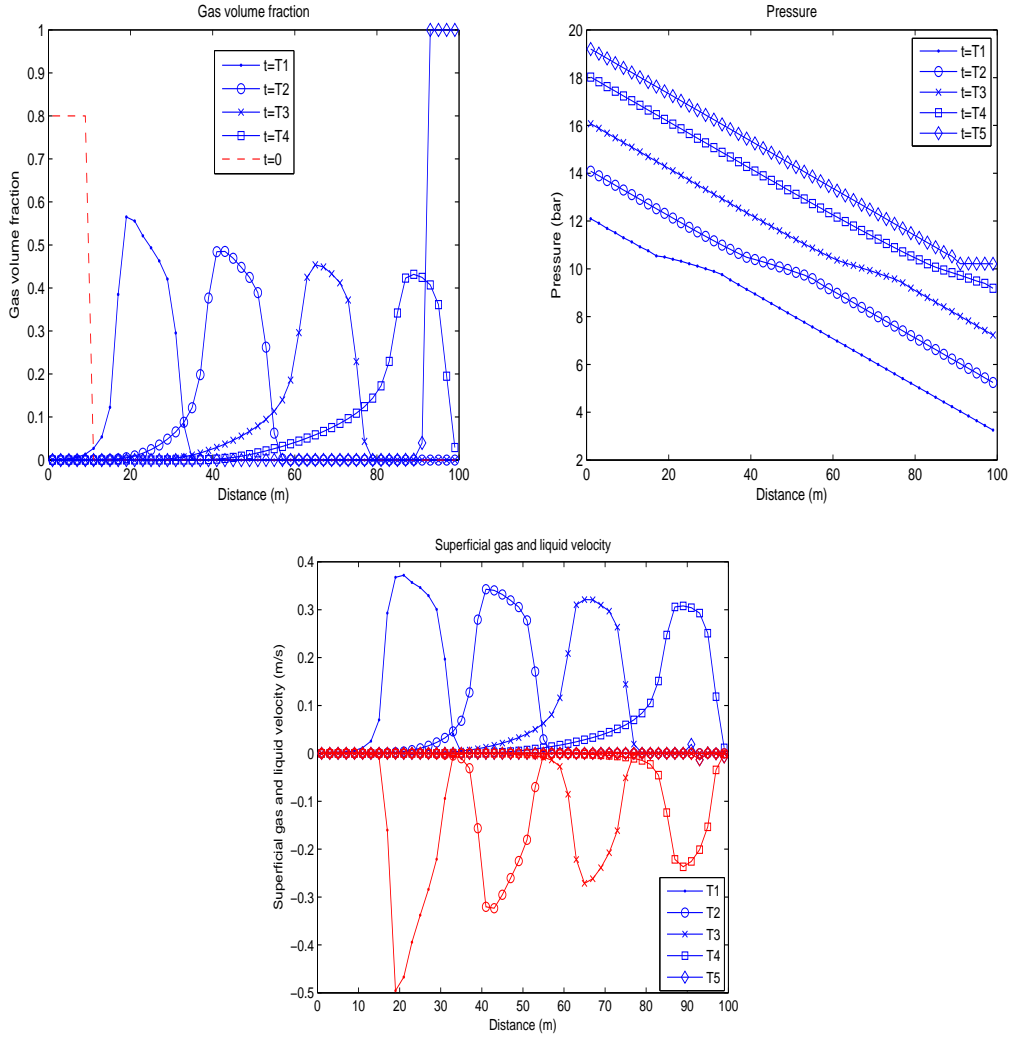 Gas volume fraction
Gas volume fraction
1
0.9
0.8
0.7
0.6
0.5
0.4
0.3
0.2
0.1
0
0 20 40 60 80 100
Distance (m)
t=T1
t=T2
t=T3
t=T4
t=0
Pressure
Pressure (bar)
20
18
16
14
12
10
8
6
4
2
0 20 40 60 80 100
Distance (m)
t=T1
t=T2
t=T3
t=T4
t=T5
Superficial gas and liquid velocity
Superficial gas and liquid velocity (m/s)
0.4
0.3
0.2
0.1
0
−0.1
−0.2
−0.3
−0.4
−0.5
0 10 20 30 40 50 60 70 80 90 100
Distance (m)
T1
T2
T3
T4
T5